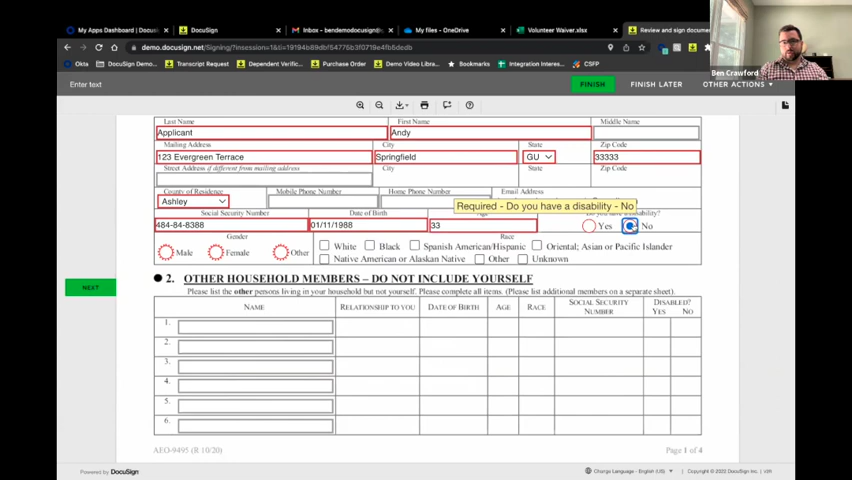 My Apps Dashboard | Docusi
DocuSign
Inbox - bendemodocusign@
My files - OneDrive
Volunteer Waiver.xlsx
Review and sign document
demo.docusign.net/Signing/?insession=1&ti=19194b89dbf54776b3f0719e4fb6dedb
Okta
DocuSign Demo...
Transcript Request
Dependent Verific...
Purchase Order
Demo Video Librar...
Bookmarks
Integration Interes...
CSFP
Ben Crawford
Enter text
FINISH
FINISH LATER
OTHER ACTIONS
Last Name
First Name
Middle Name
Applicant
Andy
Mailing Address
City
State
Zip Code
123 Evergreen Terrace
Springfield
GU
33333
Street Address if different from mailing address
City
State
Zip Code
County of Residence
Mobile Phone Number
Home Phone Number
Email Address
Ashley
Required - Do you have a disability - No
Social Security Number
Date of Birth
Age
Do you have a disability?
484-84-8388
01/11/1988
33
Yes
No
Gender
Race
Male
Female
Other
White
Black
Spanish American/Hispanic
Oriental; Asian or Pacific Islander
Native American or Alaskan Native
Other
Unknown
2. OTHER HOUSEHOLD MEMBERS – DO NOT INCLUDE YOURSELF
NEXT
Please list the other persons living in your household but not yourself. Please complete all items. (Please list additional members on a separate sheet).
NAME
RELATIONSHIP TO YOU
DATE OF BIRTH
AGE
RACE
SOCIAL SECURITY NUMBER
DISABLED?
YES NO
1.
2.
3.
4.
5.
6.
AEO-9495 (R 10/20)
Page 1 of 4
Powered by DocuSign
Change Language - English (US)
Copyright © 2022 DocuSign Inc.